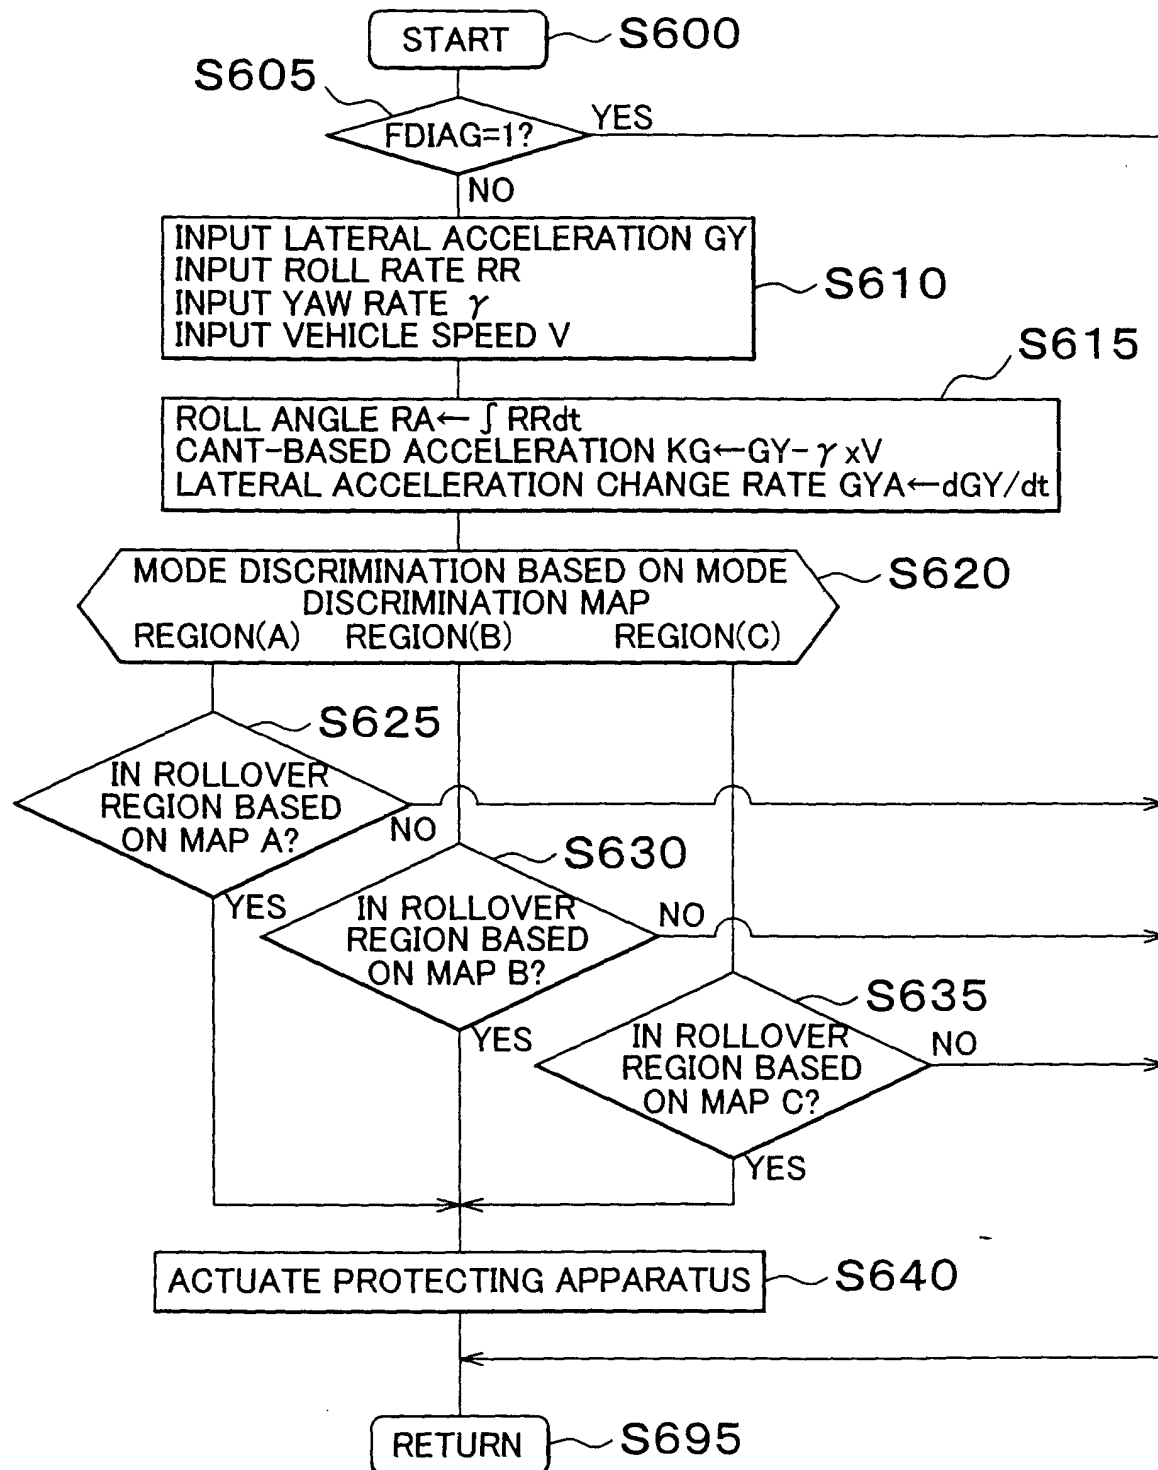 START
S600
S605
FDIAG=1?
YES
NO
INPUT LATERAL ACCELERATION GY
INPUT ROLL RATE RR
INPUT YAW RATE γ
INPUT VEHICLE SPEED V
S610
S615
ROLL ANGLE RA←∫RRdt
CANT-BASED ACCELERATION KG←GY-γxV
LATERAL ACCELERATION CHANGE RATE GYA←dGY/dt
MODE DISCRIMINATION BASED ON MODE
DISCRIMINATION MAP
REGION(A) REGION(B) REGION(C)
S620
S625
IN ROLLOVER
REGION BASED
ON MAP A?
NO
YES
S630
IN ROLLOVER
REGION BASED
ON MAP B?
NO
YES
S635
IN ROLLOVER
REGION BASED
ON MAP C?
NO
YES
ACTUATE PROTECTING APPARATUS
S640
RETURN
S695